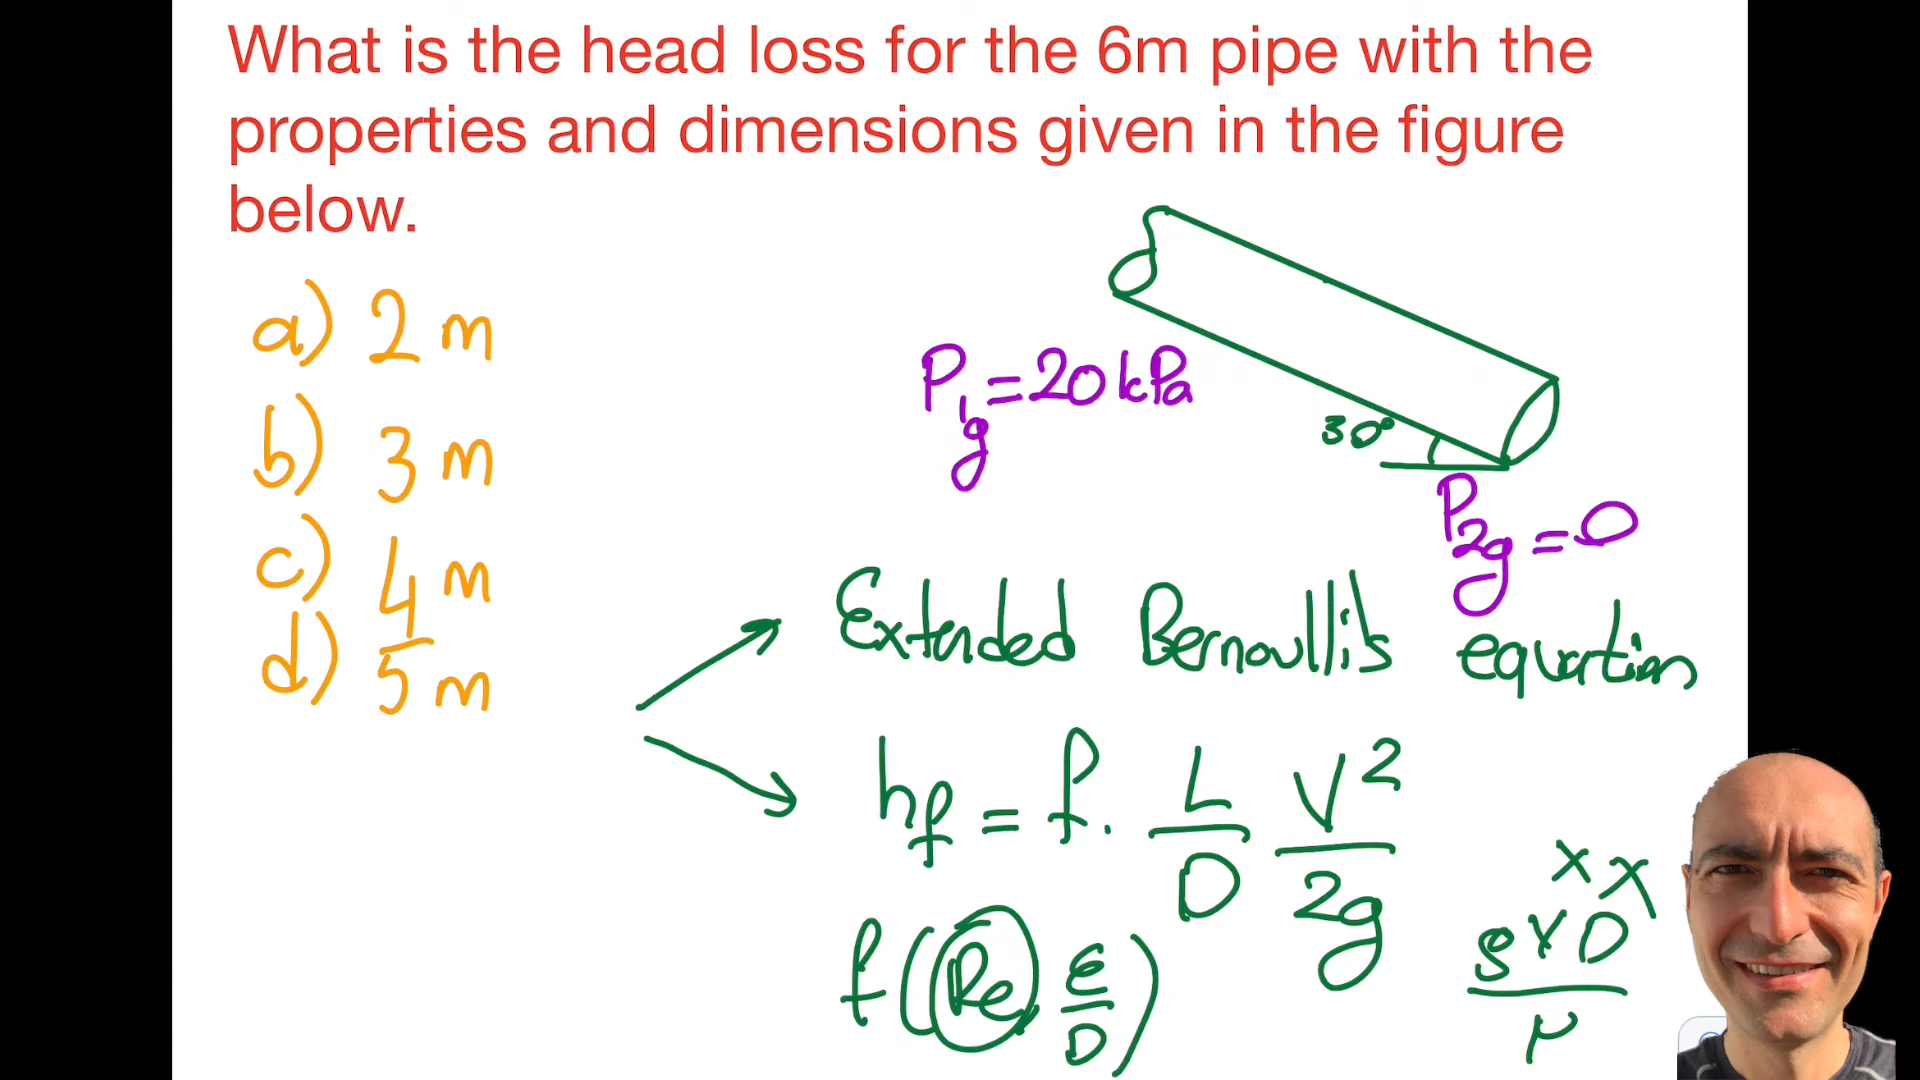 What is the head loss for the 6m pipe with the
properties and dimensions given in the figure
below.
a) 2 m
b) 3 m
c) 4 m
d) 5 m
P1g = 20 kPa
30°
P2g = 0
Extended Bernoulli's equation
hf = f . L/D V²/2g
f (Re ε/D)
x x
ρVD/μ